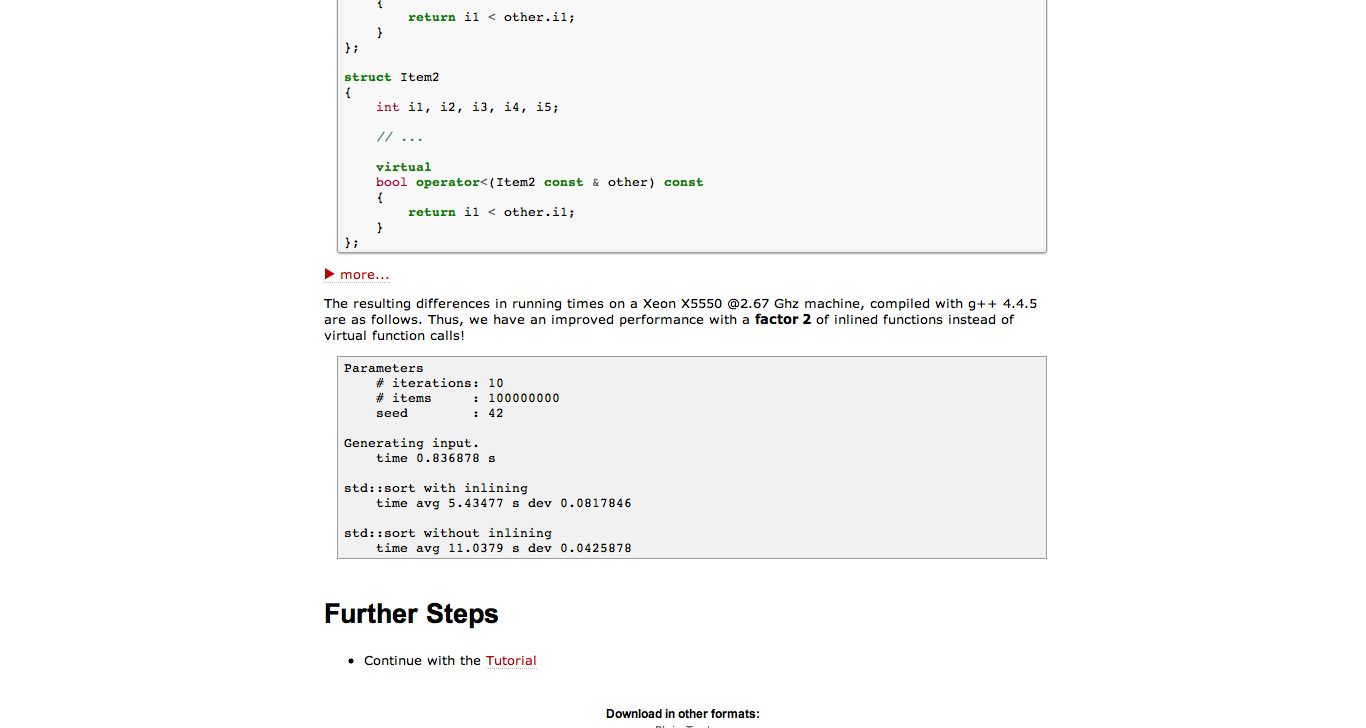 {
return i1 < other.i1;
}
};
struct Item2
{
int i1, i2, i3, i4, i5;
// ...
virtual
bool operator<(Item2 const & other) const
{
return i1 < other.i1;
}
};
▶ more...
The resulting differences in running times on a Xeon X5550 @2.67 Ghz machine, compiled with g++ 4.4.5
are as follows. Thus, we have an improved performance with a factor 2 of inlined functions instead of
virtual function calls!
Parameters
# iterations: 10
# items : 100000000
seed : 42
Generating input.
time 0.836878 s
std::sort with inlining
time avg 5.43477 s dev 0.0817846
std::sort without inlining
time avg 11.0379 s dev 0.0425878
Further Steps
• Continue with the Tutorial
Download in other formats: